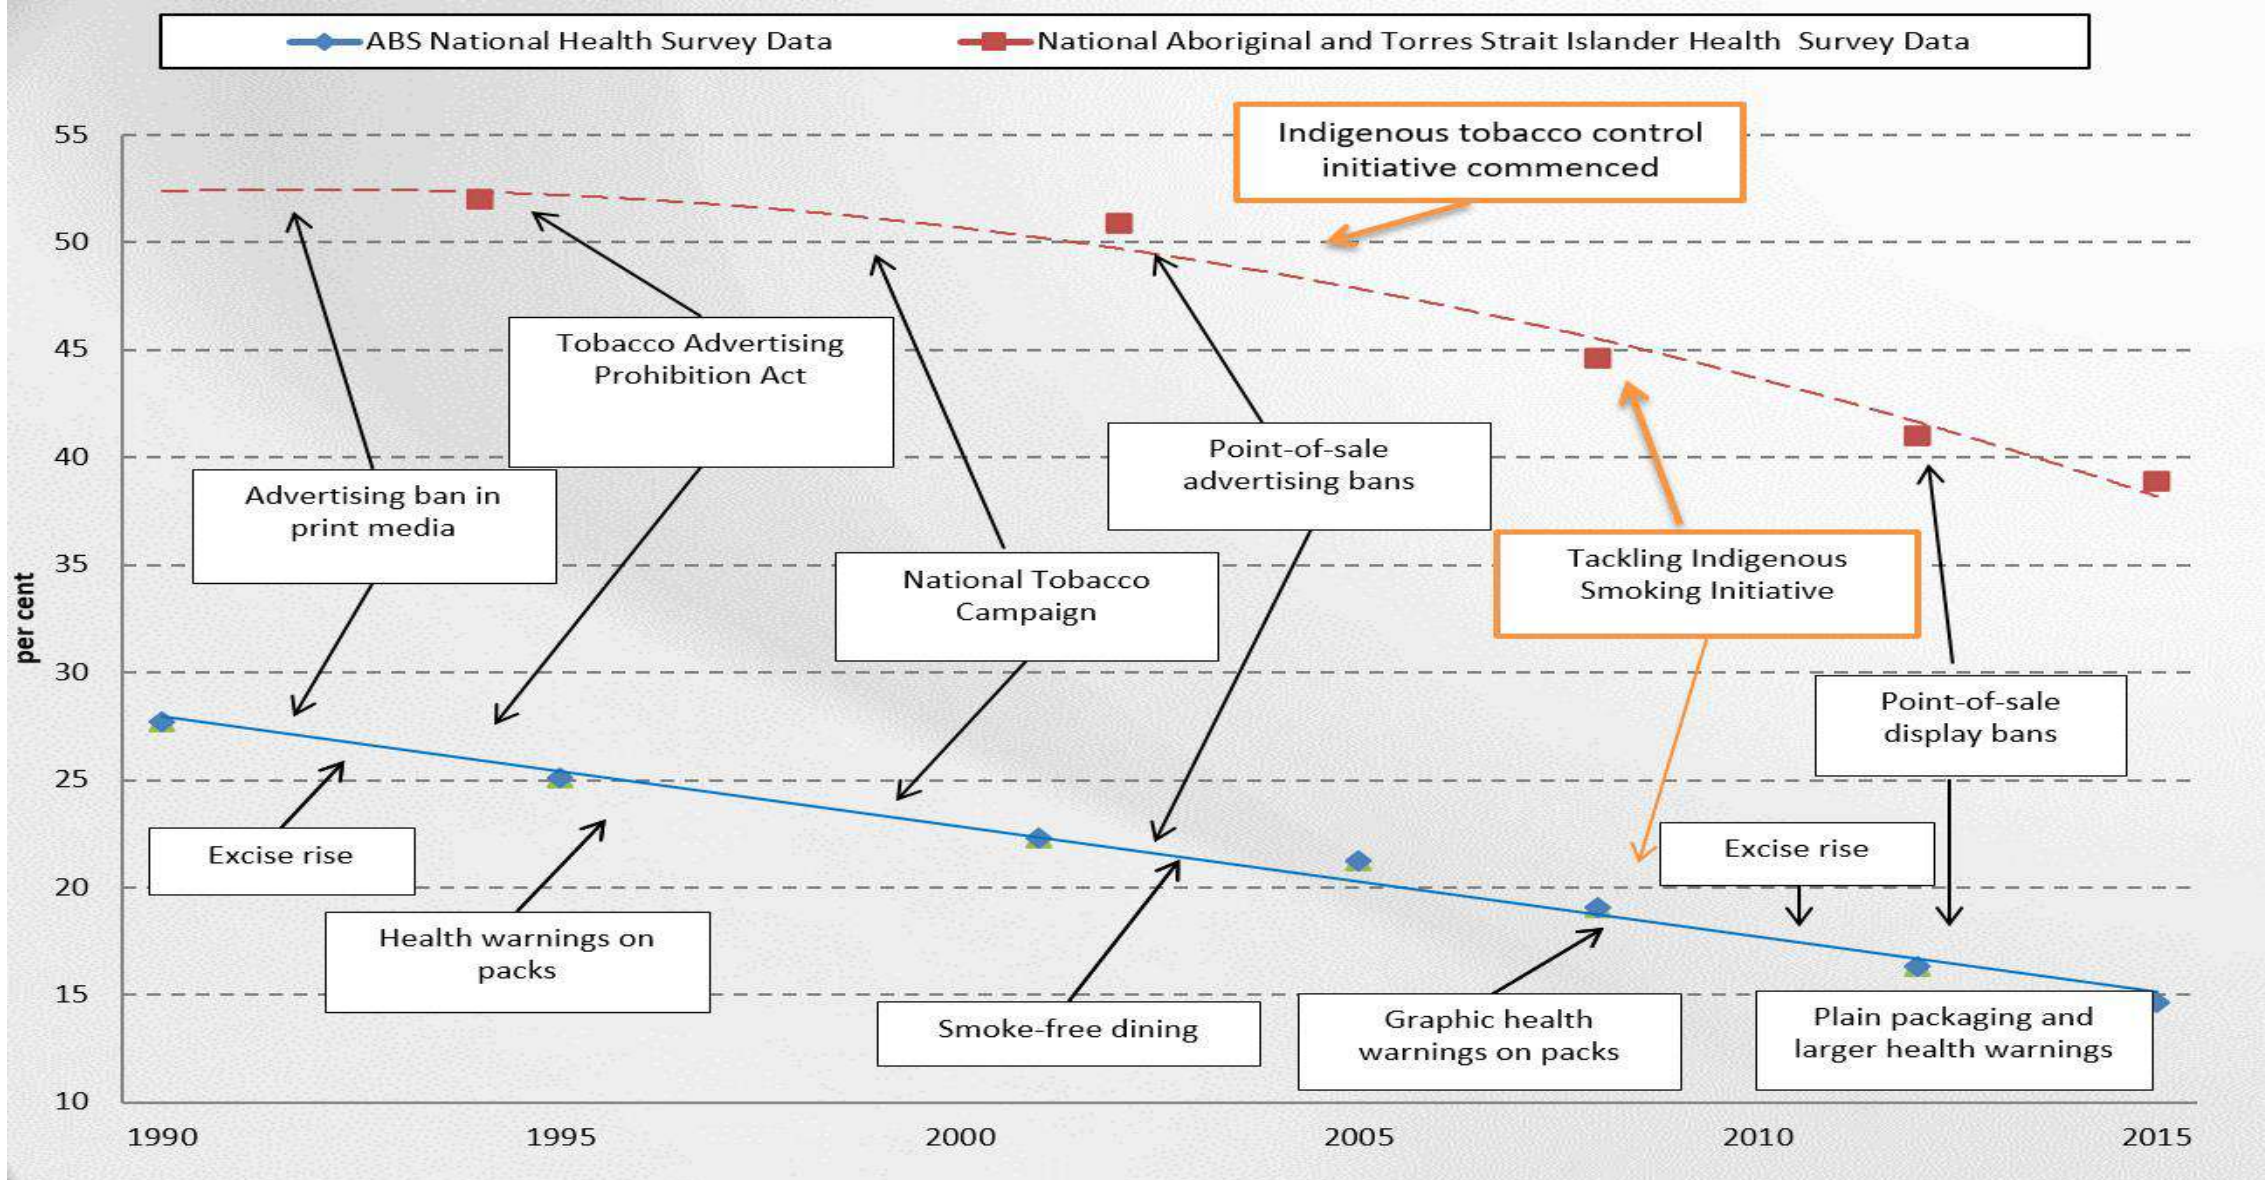 ABS National Health Survey Data
National Aboriginal and Torres Strait Islander Health Survey Data
55
50
45
40
35
30
25
20
15
10
per cent
Indigenous tobacco control
initiative commenced
Tobacco Advertising
Prohibition Act
Point-of-sale
advertising bans
Advertising ban in
print media
National Tobacco
Campaign
Tackling Indigenous
Smoking Initiative
Point-of-sale
display bans
Excise rise
Excise rise
Health warnings on
packs
Smoke-free dining
Graphic health
warnings on packs
Plain packaging and
larger health warnings
1990
1995
2000
2005
2010
2015